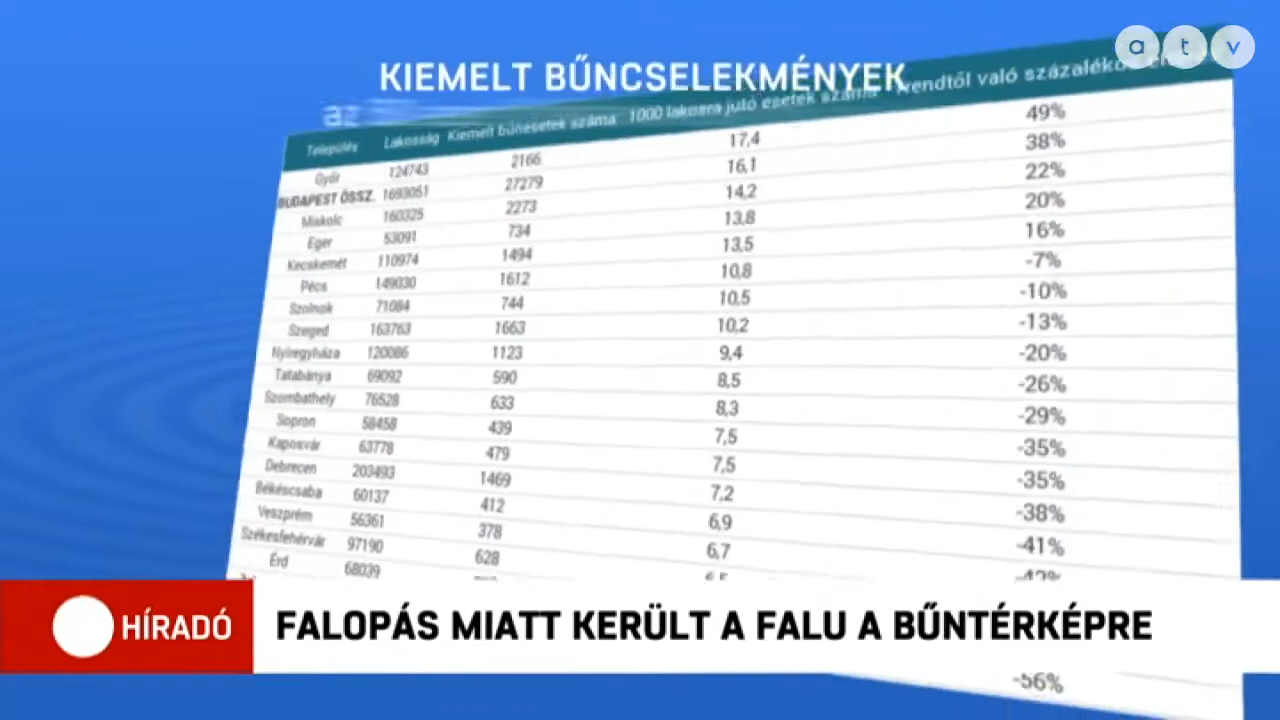 a t v
KIEMELT BŰNCSELEKMÉNYEK
az
Település Lakosság Kiemelt bűnesetek száma 1000 lakosra jutó esetek száma Trendtől való
Győr 124743 2166 17,4 49%
BUDAPEST ÖSSZ. 1693051 27279 16,1 38%
Miskolc 160325 2273 14,2 22%
Eger 53091 734 13,8 20%
Kecskemét 110974 1494 13,5 16%
Pécs 149030 1612 10,8 -7%
Szolnok 71084 744 10,5 -10%
Szeged 163763 1663 10,2 -13%
Nyíregyháza 120086 1123 9,4 -20%
Tatabánya 69092 590 8,5 -26%
Szombathely 76528 633 8,3 -29%
Sopron 58458 439 7,5 -35%
Kaposvár 63778 479 7,5 -35%
Debrecen 203493 1469 7,2 -38%
Békéscsaba 60137 412 6,9 -41%
Veszprém 56361 378 6,7
Székesfehérvár 97190 628
Érd 68039
HÍRADÓ
FALOPÁS MIATT KERÜLT A FALU A BŰNTÉRKÉPRE
-56%